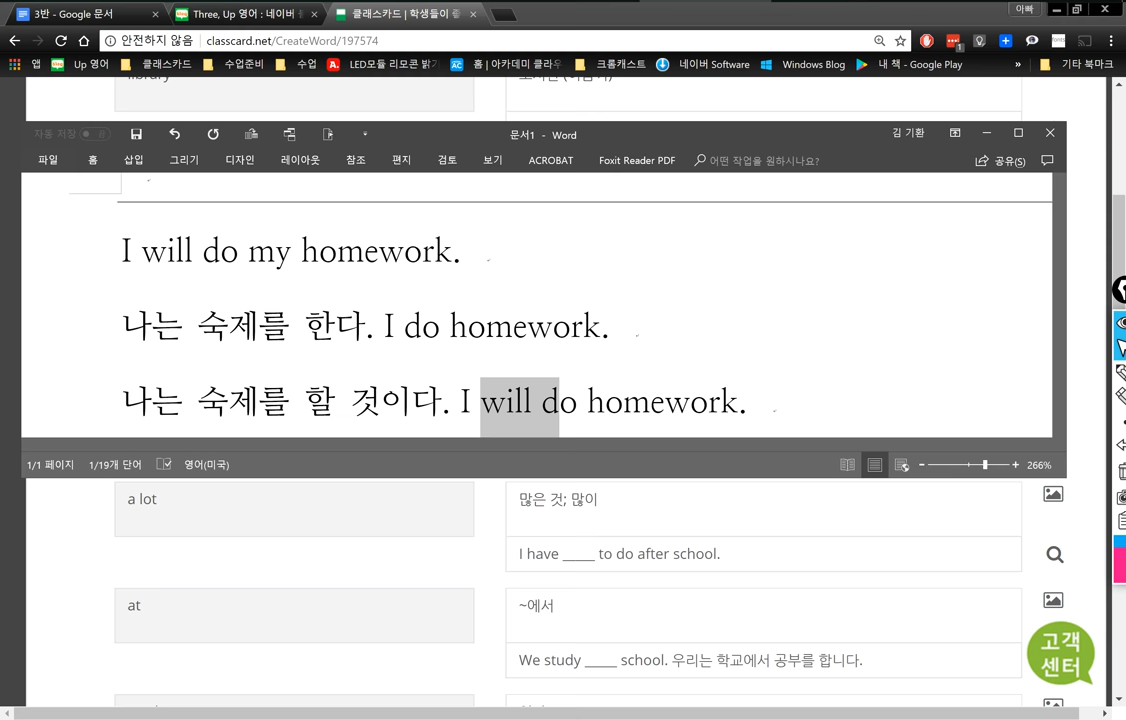 3반 - Google 문서
Three, Up 영어 : 네이버
클래스카드 | 학생들이 좋
아빠
안전하지 않음 classcard.net/CreateWord/197574
앱
Up 영어
클래스카드
수업준비
수업
LED모듈 리모콘 밝기
홈 | 아카데미 클라우
크롬캐스트
네이버 Software
Windows Blog
내 책 - Google Play
»
기타 북마크
library
자동 저장 끔
문서1 - Word
김 기환
파일 홈 삽입 그리기 디자인 레이아웃 참조 편지 검토 보기 ACROBAT Foxit Reader PDF 어떤 작업을 원하시나요? 공유(S)
I will do my homework.
나는 숙제를 한다. I do homework.
나는 숙제를 할 것이다. I will do homework.
1/1 페이지 1/19개 단어 영어(미국) 266%
a lot
많은 것; 많이
I have _____ to do after school.
at
~에서
We study _____ school. 우리는 학교에서 공부를 합니다.
고객
센터